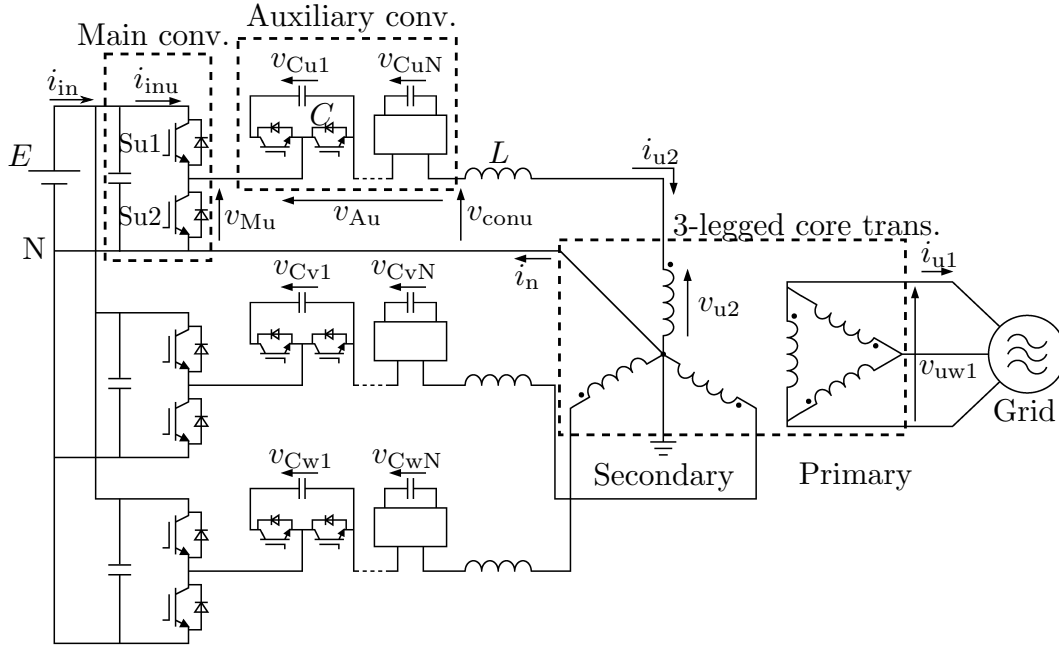 Auxiliary conv.
Main conv.
v_Cu1
v_CuN
i_in
i_inu
C
Su1
E
L
i_u2
Su2
v_Mu
v_Au
v_conu
3-legged core trans.
N
i_n
i_u1
v_Cv1
v_CvN
v_u2
v_uw1
Grid
v_Cw1
v_CwN
Secondary
Primary